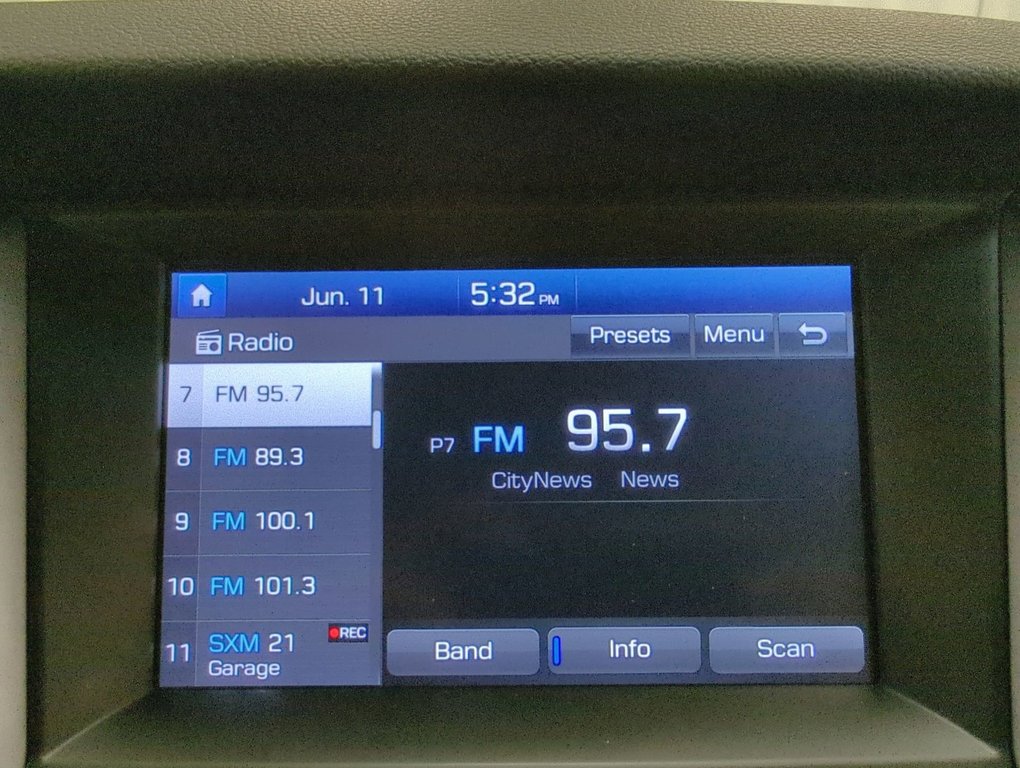 Jun. 11 5:32 PM
Radio Presets Menu
7 FM 95.7
8 FM 89.3
9 FM 100.1
10 FM 101.3
11 SXM 21 REC
Garage
P7 FM 95.7
CityNews News
Band Info Scan